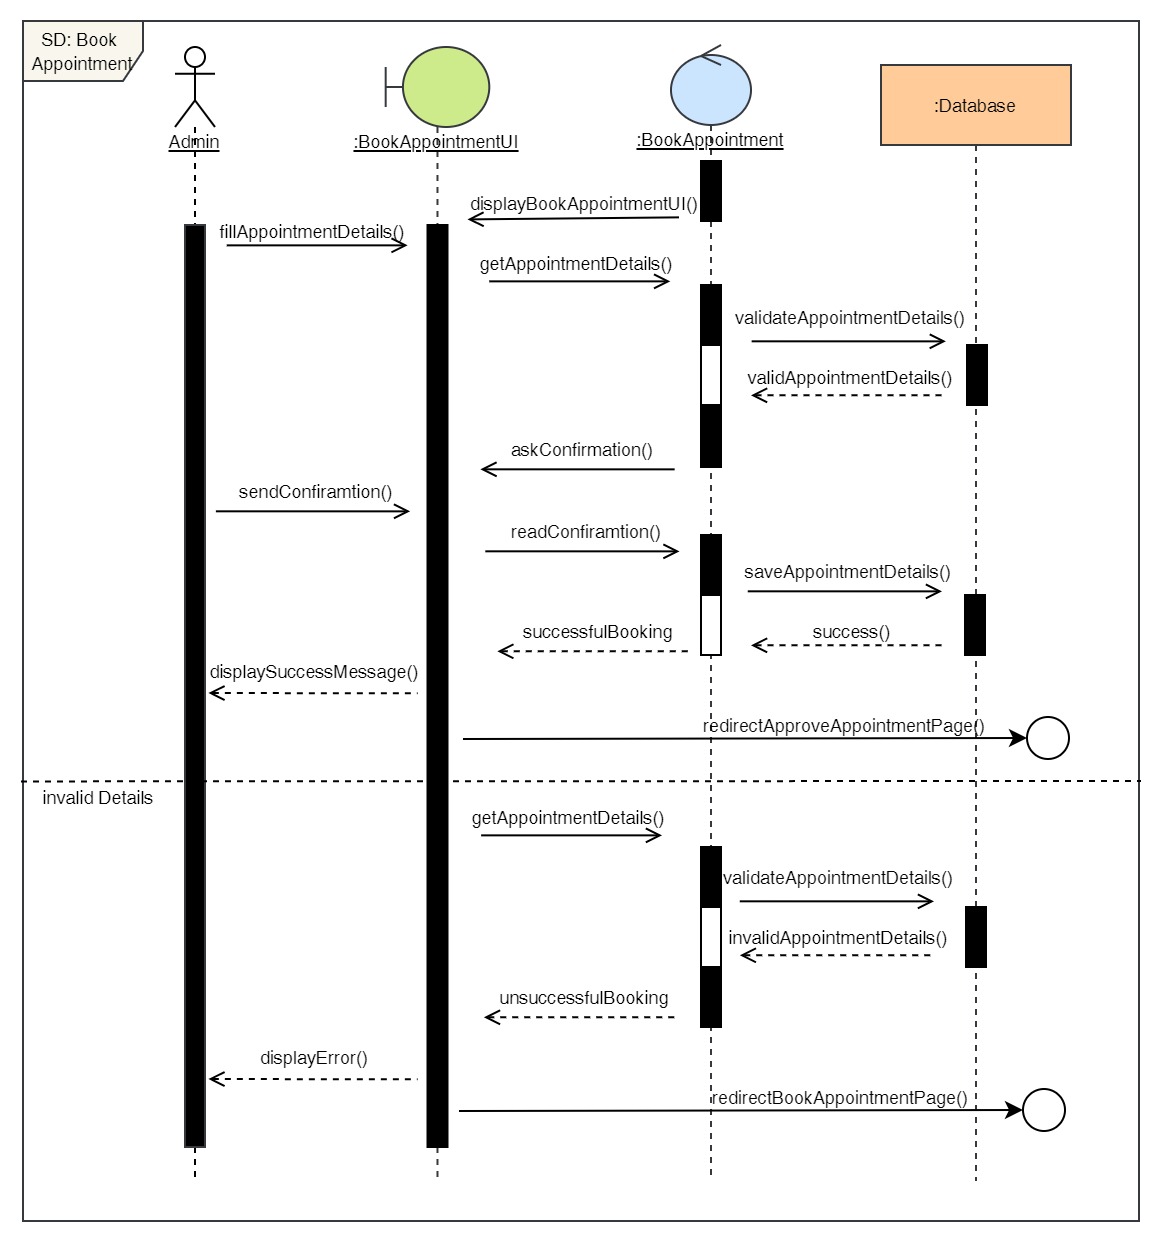 SD: Book
Appointment
Admin
:BookAppointmentUI
:BookAppointment
:Database
displayBookAppointmentUI()
fillAppointmentDetails()
getAppointmentDetails()
validateAppointmentDetails()
validAppointmentDetails()
askConfirmation()
sendConfiramtion()
readConfiramtion()
saveAppointmentDetails()
successfulBooking
success()
displaySuccessMessage()
redirectApproveAppointmentPage()
invalid Details
getAppointmentDetails()
validateAppointmentDetails()
invalidAppointmentDetails()
unsuccessfulBooking
displayError()
redirectBookAppointmentPage()